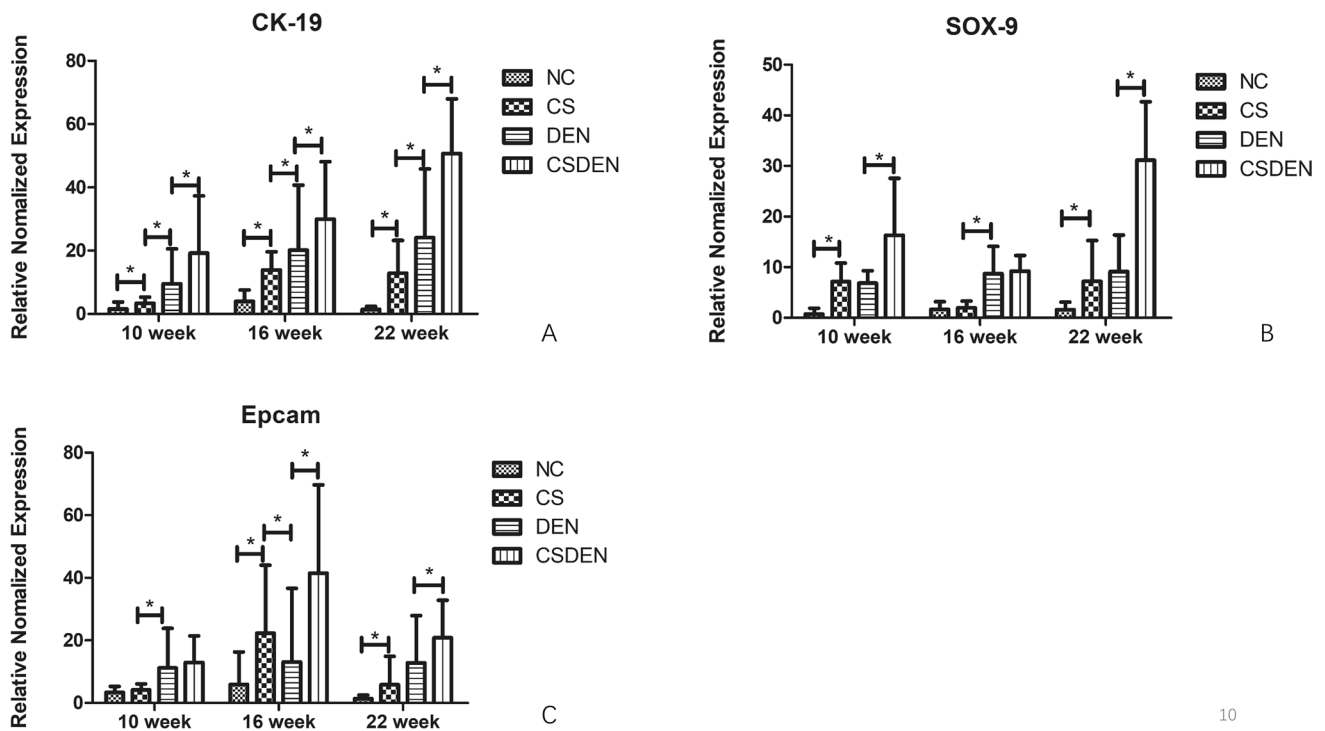 CK-19
Relative Nomalized Expression
80
60
40
20
0
* * * * * * * * *
10 week 16 week 22 week
NC
CS
DEN
CSDEN
A
SOX-9
Relative Nomalized Expression
50
40
30
20
10
0
* * * * *
10 week 16 week 22 week
NC
CS
DEN
CSDEN
B
Epcam
Relative Nomalized Expression
80
60
40
20
0
* * * * * *
10 week 16 week 22 week
NC
CS
DEN
CSDEN
C
10